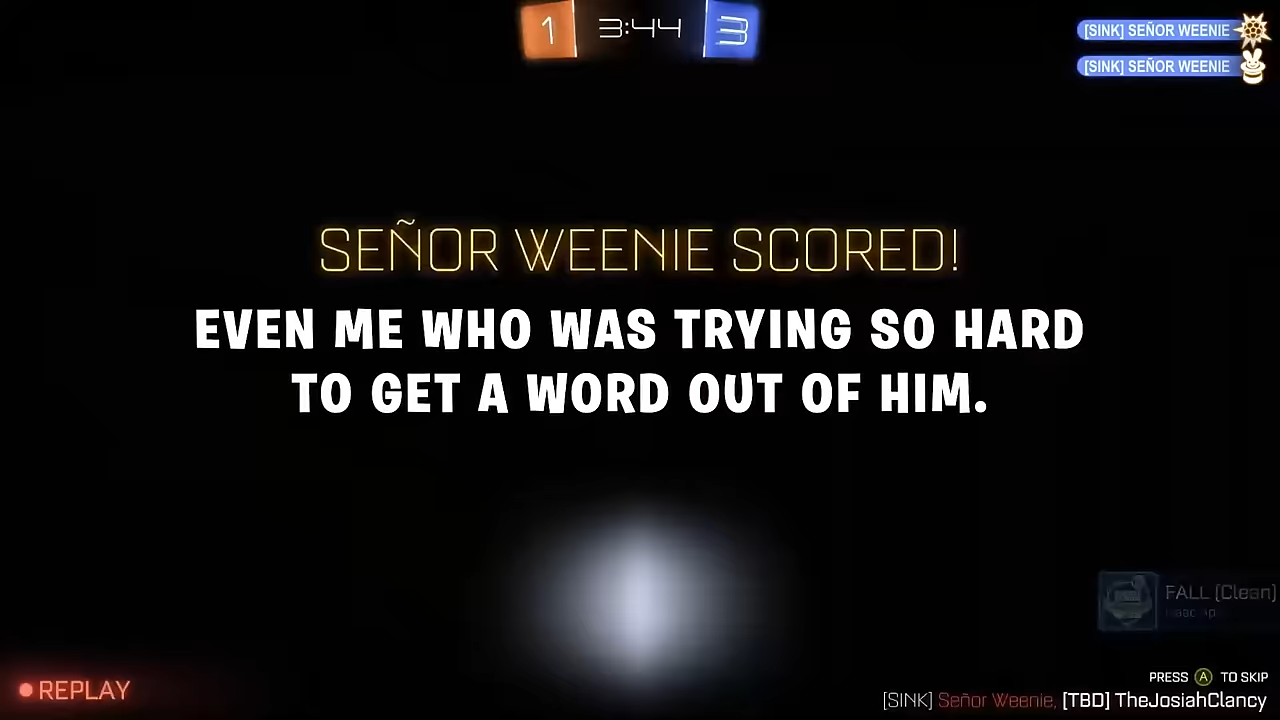 1 3:44 3
[SINK] SEÑOR WEENIE
[SINK] SEÑOR WEENIE
SEÑOR WEENIE SCORED!
EVEN ME WHO WAS TRYING SO HARD
TO GET A WORD OUT OF HIM.
FALL (Clean)
REPLAY
PRESS A TO SKIP
[SINK] Señor Weenie, [TBD] TheJosiahClancy